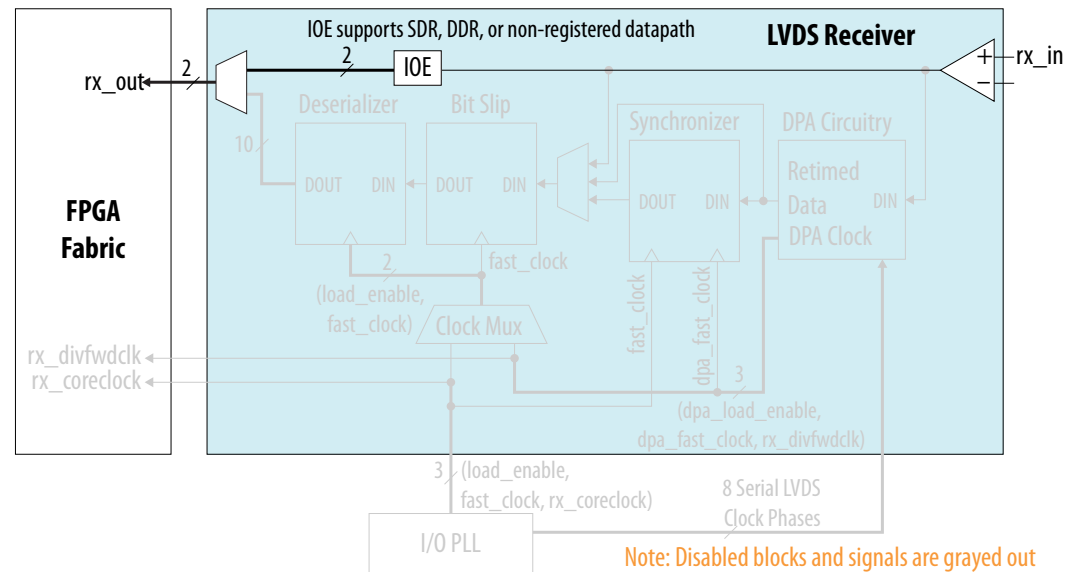 IOE supports SDR, DDR, or non-registered datapath
LVDS Receiver
rx_in
+
−
2
IOE
2
rx_out
Deserializer
Bit Slip
Synchronizer
DPA Circuitry
10
DOUT
DIN
DOUT
DIN
DOUT
DIN
Retimed
Data
DIN
DPA Clock
FPGA
Fabric
2
fast_clock
(load_enable,
fast_clock)
Clock Mux
fast_clock
dpa_fast_clock
rx_divfwdclk
rx_coreclock
3
(dpa_load_enable,
dpa_fast_clock, rx_divfwdclk)
3
(load_enable,
fast_clock, rx_coreclock)
8 Serial LVDS
Clock Phases
I/O PLL
Note: Disabled blocks and signals are grayed out